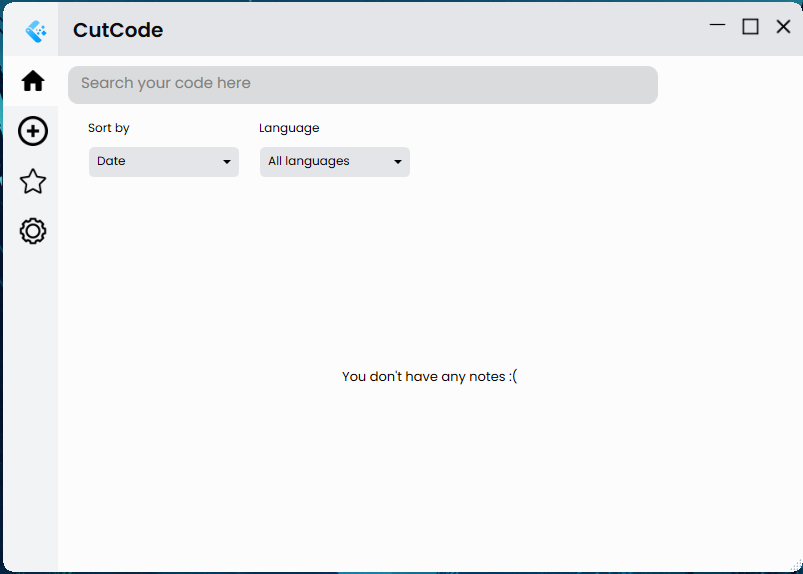 CutCode
Search your code here
Sort by Language
Date All languages
You don't have any notes :(